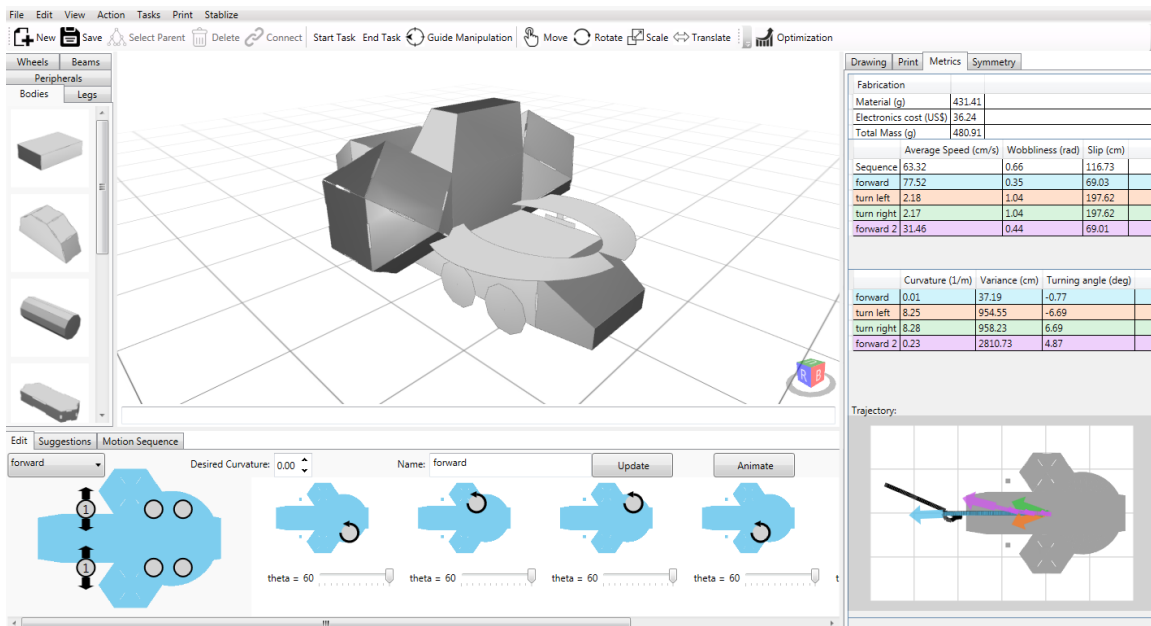 File Edit View Action Tasks Print Stablize
New Save Select Parent Delete Connect Start Task End Task Guide Manipulation Move Rotate Scale Translate Optimization
Wheels Beams
Peripherals
Bodies Legs
Drawing Print Metrics Symmetry
Fabrication
Material (g) 431.41
Electronics cost (US$) 36.24
Total Mass (g) 480.91
Average Speed (cm/s) Wobbliness (rad) Slip (cm)
Sequence 63.32 0.66 116.73
forward 77.52 0.35 69.03
turn left 2.18 1.04 197.62
turn right 2.17 1.04 197.62
forward 2 31.46 0.44 69.01
Curvature (1/m) Variance (cm) Turning angle (deg)
forward 0.01 37.19 -0.77
turn left 8.25 954.55 -6.69
turn right 8.28 958.23 6.69
forward 2 0.23 2810.73 4.87
R B
Trajectory:
Edit Suggestions Motion Sequence
forward Desired Curvature: 0.00 Name: forward Update Animate
1
1
theta = 60 theta = 60 theta = 60 theta = 60 t